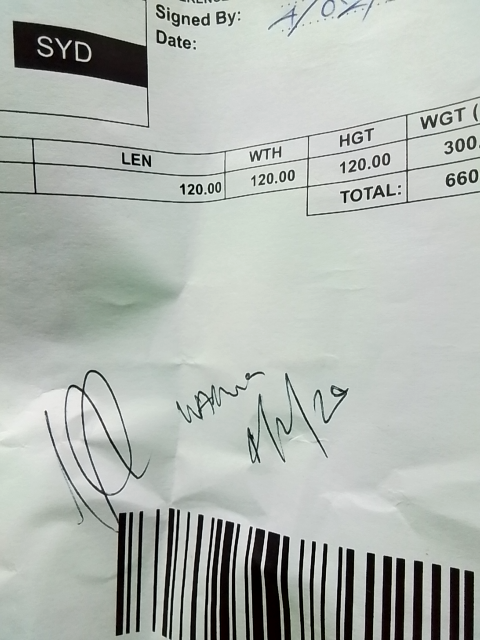 Signed By:
SYD
Date:
LEN WTH HGT WGT (
120.00 120.00 120.00 300.
TOTAL: 660